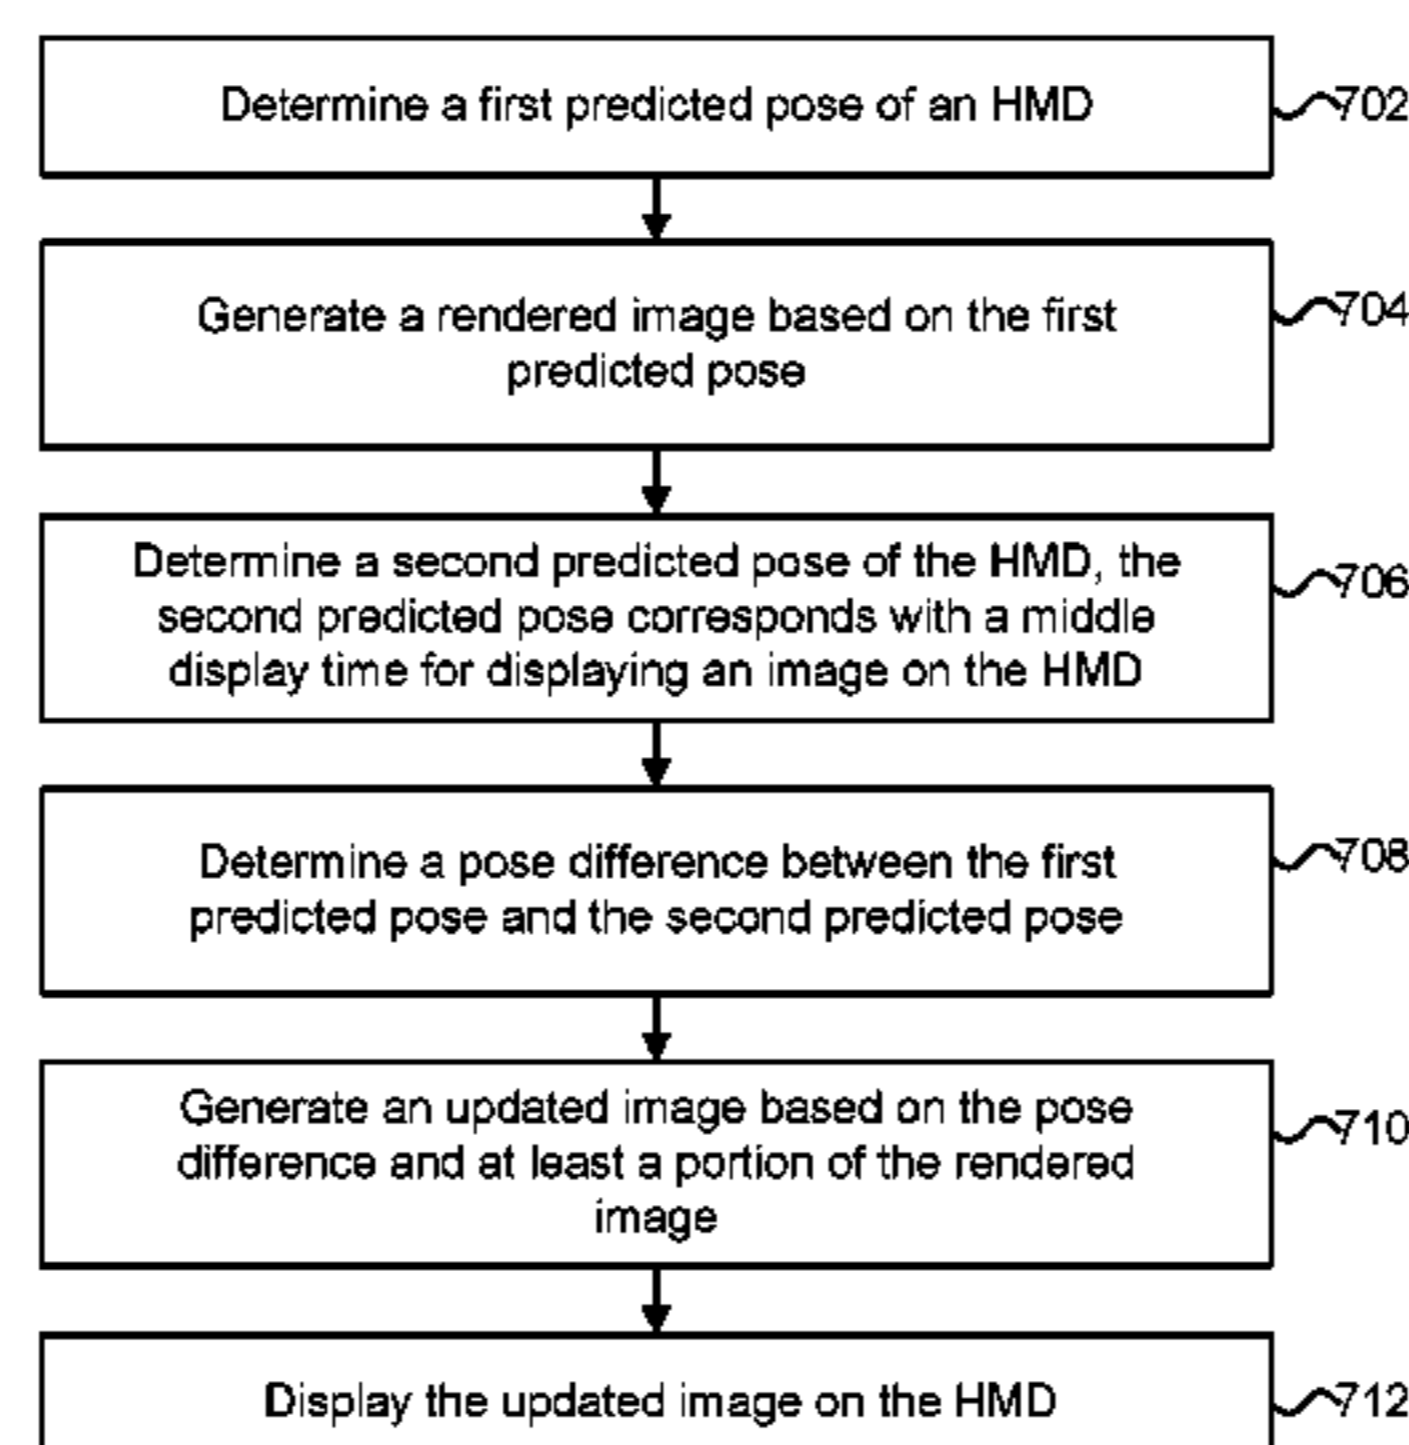 Determine a first predicted pose of an HMD
702
Generate a rendered image based on the first
predicted pose
704
Determine a second predicted pose of the HMD, the
second predicted pose corresponds with a middle
display time for displaying an image on the HMD
706
Determine a pose difference between the first
predicted pose and the second predicted pose
708
Generate an updated image based on the pose
difference and at least a portion of the rendered
image
710
Display the updated image on the HMD
712